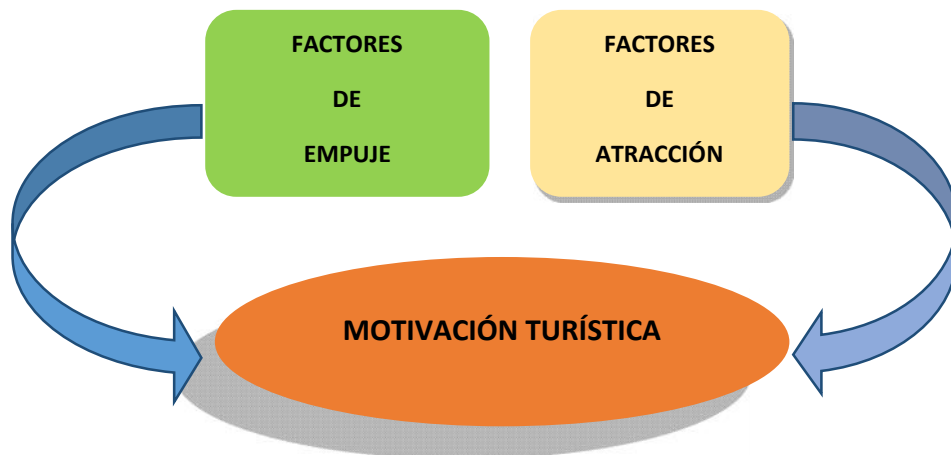 FACTORES
DE
EMPUJE
FACTORES
DE
ATRACCIÓN
MOTIVACIÓN TURÍSTICA